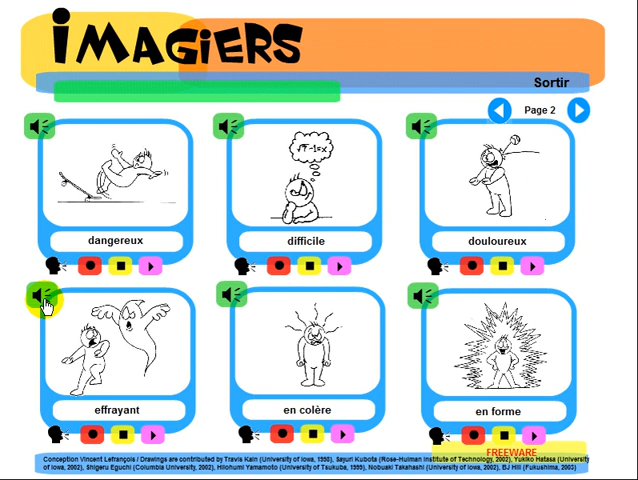 iMAGiERS
Sortir
Page 2
√‾-1=x
dangereux
difficile
douloureux
effrayant
en colère
en forme
FREEWARE
Conception Vincent Lefrançois / Drawings are contributed by Travis Kain (University of Iowa, 1998), Sayuri Kubota (Rose-Hulman Institute of Technology, 2002), Yukiko Hatasa (University
of Iowa, 2002), Shigeru Eguchi (Columbia University, 2002), Hilohumi Yamamoto (University of Tsukuba, 1999), Nobuaki Takahashi (University of Iowa, 2002), BJ Hill (Fukushima, 2003)